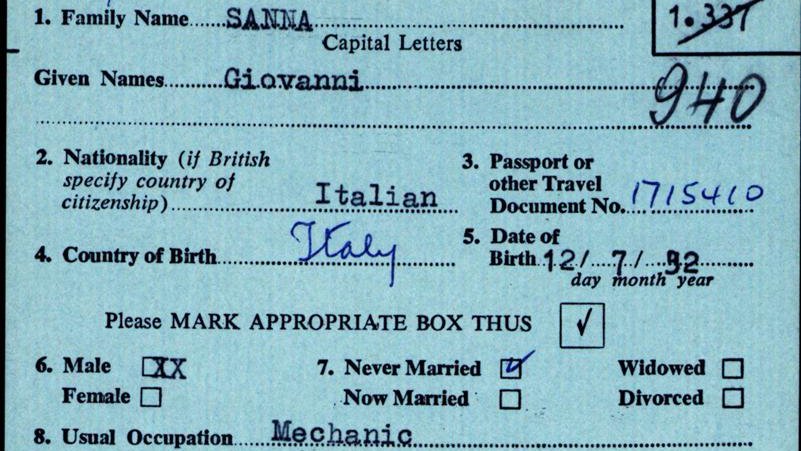 1. Family Name SANNA
1.337
Capital Letters
Given Names Giovanni
940
2. Nationality (if British specify country of citizenship) Italian
3. Passport or other Travel Document No. 1715410
4. Country of Birth Italy
5. Date of Birth 12/ 7/ 52
day month year
Please MARK APPROPRIATE BOX THUS ✓
6. Male XX 7. Never Married ✓ Widowed
Female Now Married Divorced
8. Usual Occupation Mechanic